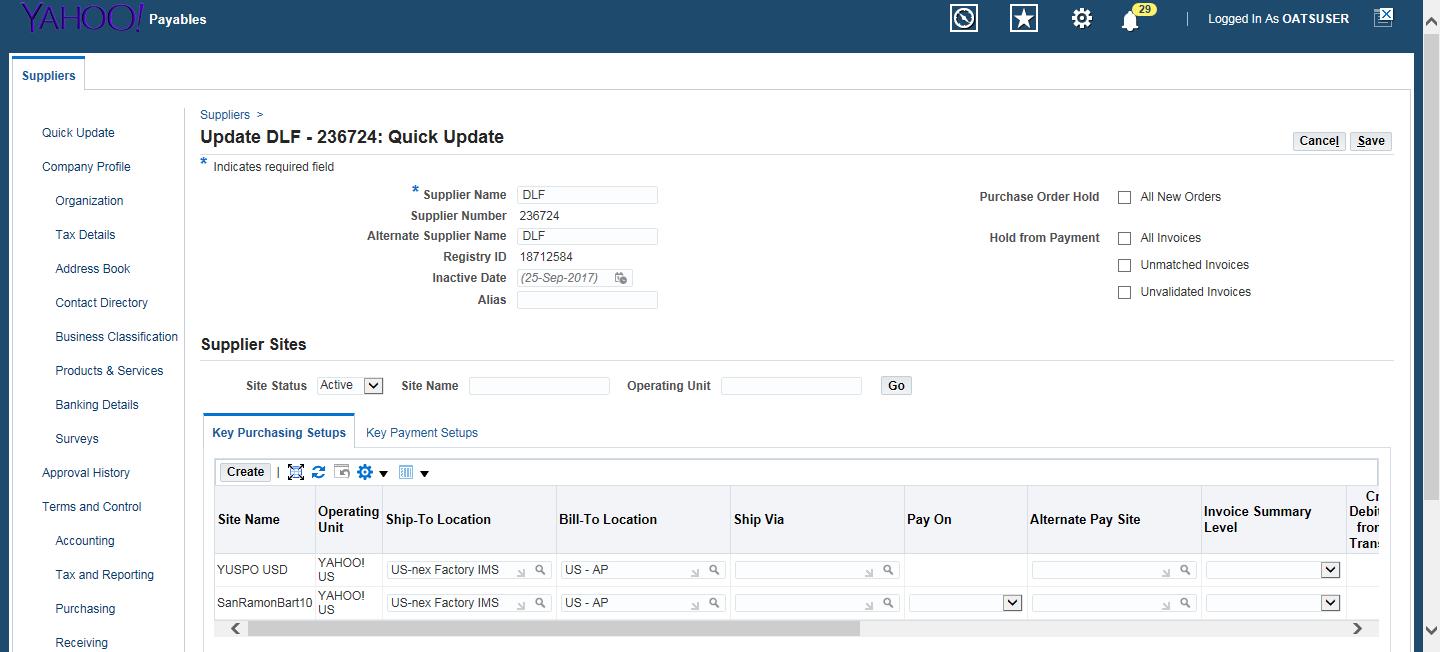 YAHOO! Payables 29 | Logged In As OATSUSER
Suppliers
Quick Update
Company Profile
Organization
Tax Details
Address Book
Contact Directory
Business Classification
Products & Services
Banking Details
Surveys
Approval History
Terms and Control
Accounting
Tax and Reporting
Purchasing
Receiving
Suppliers >
Update DLF - 236724: Quick Update
Cancel Save
* Indicates required field
* Supplier Name DLF
Supplier Number 236724
Alternate Supplier Name DLF
Registry ID 18712584
Inactive Date (25-Sep-2017)
Alias
Purchase Order Hold All New Orders
Hold from Payment All Invoices
Unmatched Invoices
Unvalidated Invoices
Supplier Sites
Site Status Active Site Name Operating Unit Go
Key Purchasing Setups Key Payment Setups
Create |
Site Name
Operating
Unit
Ship-To Location
Bill-To Location
Ship Via
Pay On
Alternate Pay Site
Invoice Summary
Level
YUSPO USD
YAHOO!
US
US-nex Factory IMS
US - AP
SanRamonBart10
YAHOO!
US
US-nex Factory IMS
US - AP